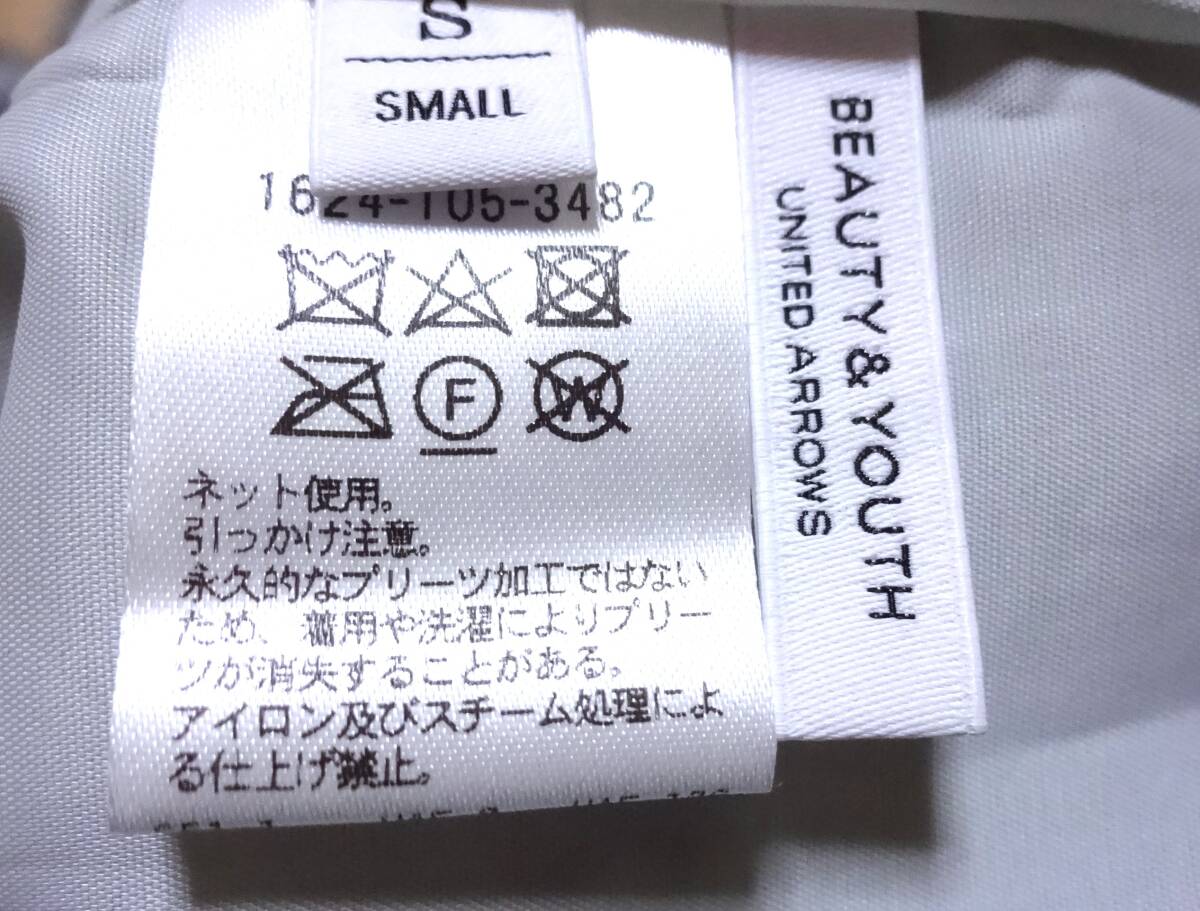 S
SMALL
1624-105-3482
F
W
ネット使用。
引っかけ注意。
永久的なプリーツ加工ではない
ため、着用や洗濯によりプリー
ツが消失することがある。
アイロン及びスチーム処理によ
る仕上げ禁止。
BEAUTY & YOUTH
UNITED ARROWS